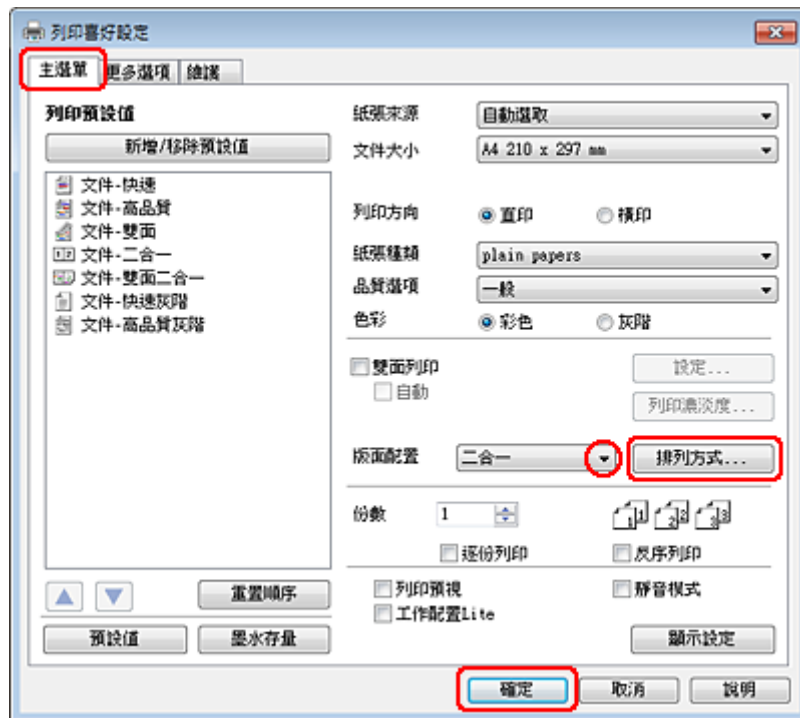 列印喜好設定
主選單 更多選項 維護
列印預設值
新增/移除預設值
文件-快速
文件-高品質
文件-雙面
文件-二合一
文件-雙面二合一
文件-快速灰階
文件-高品質灰階
重置順序
預設值 墨水存量
紙張來源 自動選取
文件大小 A4 210 x 297 mm
列印方向 直印 橫印
紙張種類 plain papers
品質選項 一般
色彩 彩色 灰階
雙面列印 設定...
自動 列印濃淡度...
版面配置 二合一 排列方式...
份數 1 1 1 2 2 3 3
逐份列印 反序列印
列印預視 靜音模式
工作配置Lite
顯示設定
確定 取消 說明